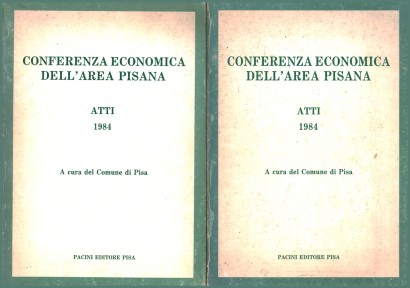 CONFERENZA ECONOMICA
DELL'AREA PISANA
ATTI
1984
A cura del Comune di Pisa
PACINI EDITORE PISA
CONFERENZA ECONOMICA
DELL'AREA PISANA
ATTI
1984
A cura del Comune di Pisa
PACINI EDITORE PISA